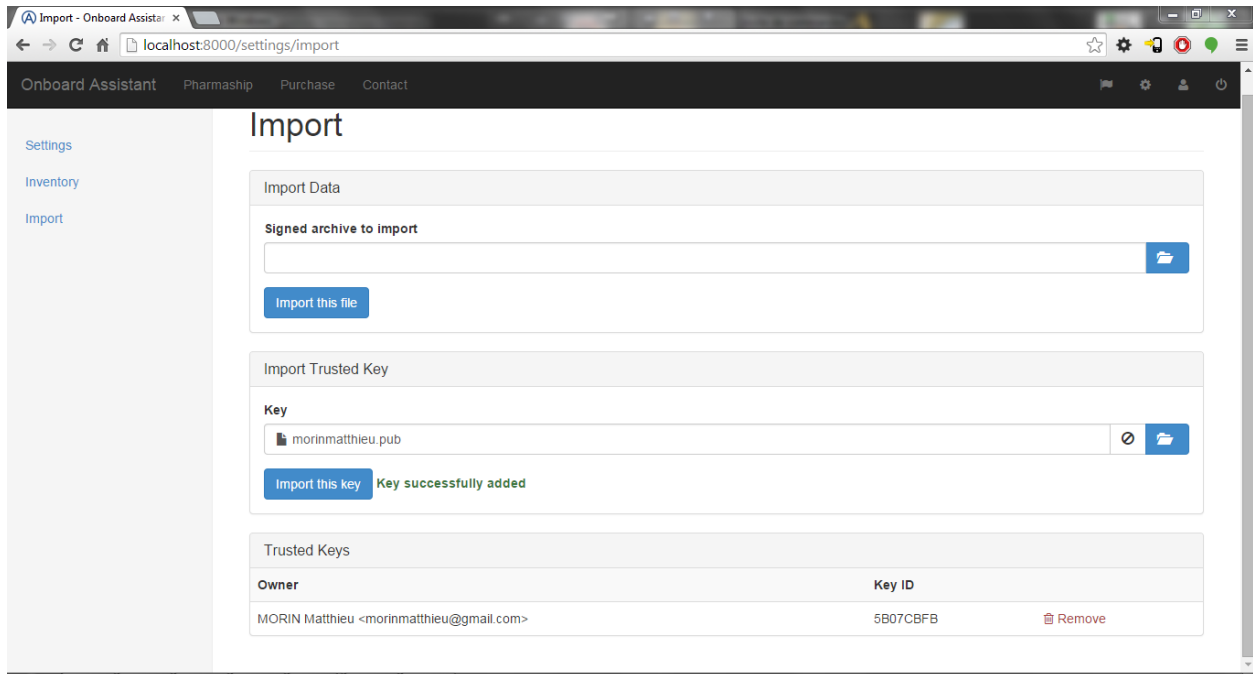 Import - Onboard Assistar
localhost:8000/settings/import
Onboard Assistant Pharmaship Purchase Contact
Settings
Inventory
Import
Import
Import Data
Signed archive to import
Import this file
Import Trusted Key
Key
morinmatthieu.pub
Import this key Key successfully added
Trusted Keys
Owner Key ID
MORIN Matthieu <morinmatthieu@gmail.com> 5B07CBFB Remove